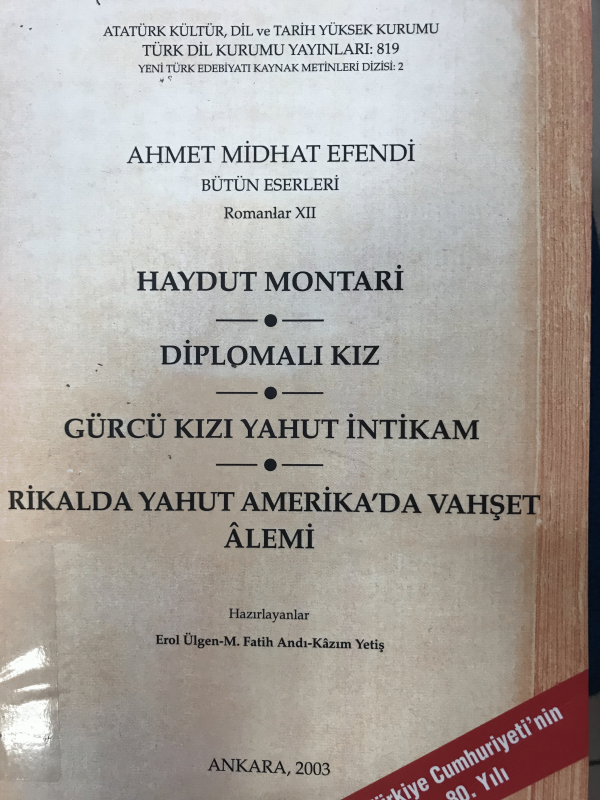 ATATÜRK KÜLTÜR, DİL ve TARİH YÜKSEK KURUMU
TÜRK DİL KURUMU YAYINLARI: 819
YENİ TÜRK EDEBİYATI KAYNAK METİNLERİ DİZİSİ: 2
AHMET MİDHAT EFENDİ
BÜTÜN ESERLERİ
Romanlar XII
HAYDUT MONTARİ
DİPLOMALI KIZ
GÜRCÜ KIZI YAHUT İNTİKAM
RİKALDA YAHUT AMERİKA'DA VAHŞET
ÂLEMİ
Hazırlayanlar
Erol Ülgen-M. Fatih Andı-Kâzım Yetiş
ANKARA, 2003
Türkiye Cumhuriyeti'nin
80. Yılı